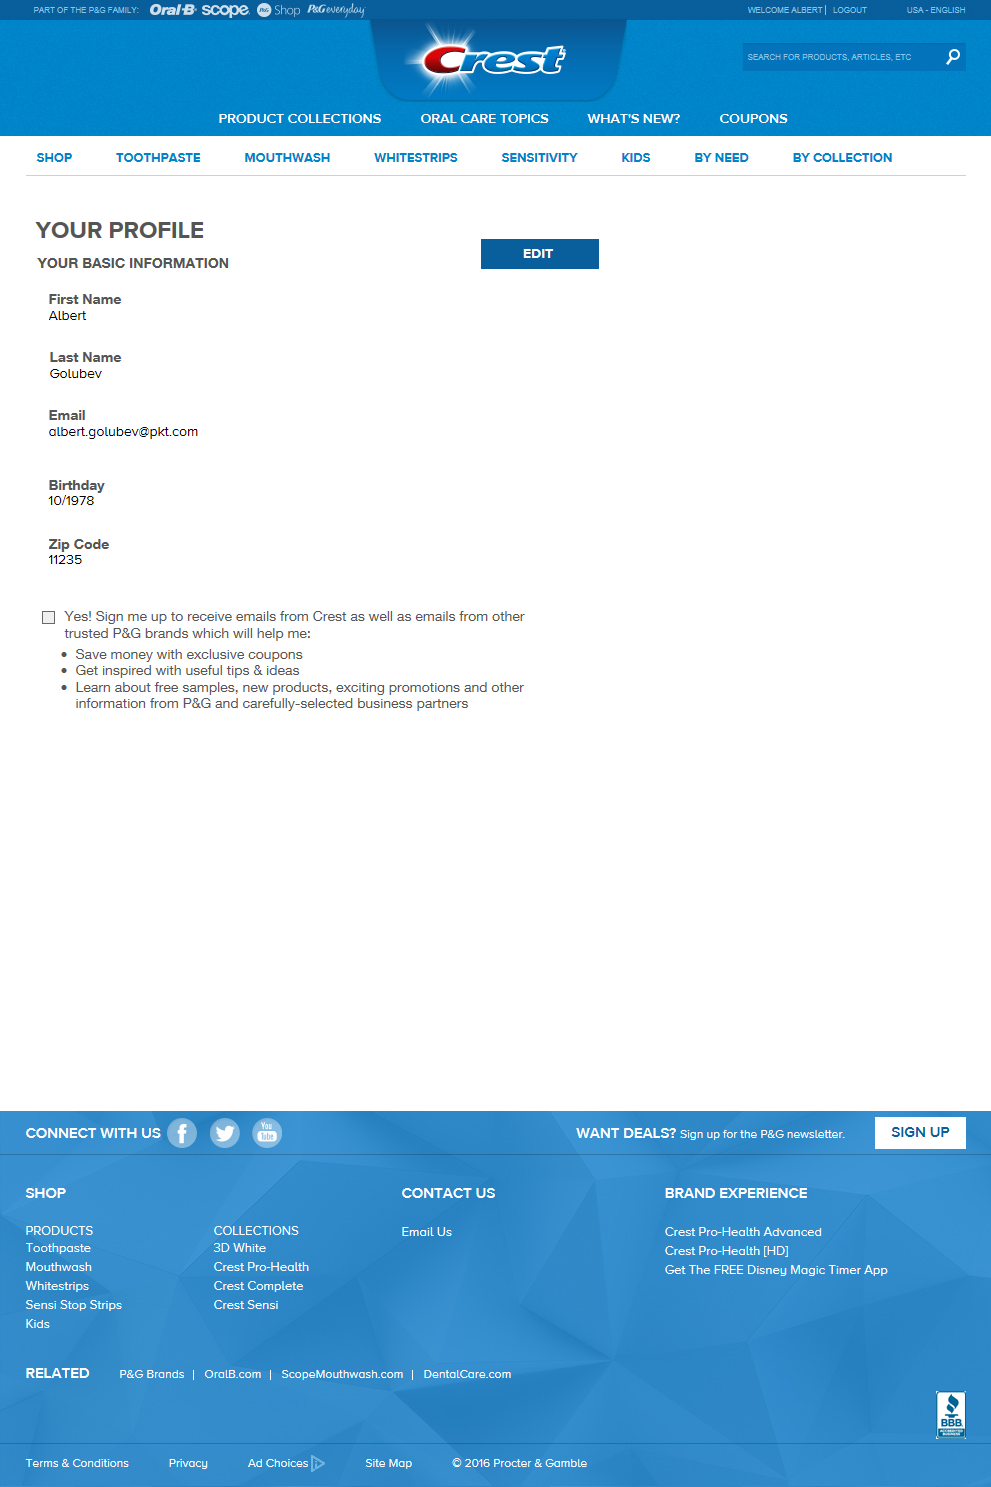 PART OF THE P&G FAMILY: Oral-B scope. P&G Shop P&G everyday WELCOME ALBERT | LOGOUT USA - ENGLISH
Crest
SEARCH FOR PRODUCTS, ARTICLES, ETC
PRODUCT COLLECTIONS ORAL CARE TOPICS WHAT'S NEW? COUPONS
SHOP TOOTHPASTE MOUTHWASH WHITESTRIPS SENSITIVITY KIDS BY NEED BY COLLECTION
YOUR PROFILE
EDIT
YOUR BASIC INFORMATION
First Name
Albert
Last Name
Golubev
Email
albert.golubev@pkt.com
Birthday
10/1978
Zip Code
11235
Yes! Sign me up to receive emails from Crest as well as emails from other
trusted P&G brands which will help me:
• Save money with exclusive coupons
• Get inspired with useful tips & ideas
• Learn about free samples, new products, exciting promotions and other
information from P&G and carefully-selected business partners
CONNECT WITH US f You Tube WANT DEALS? Sign up for the P&G newsletter. SIGN UP
SHOP CONTACT US BRAND EXPERIENCE
PRODUCTS COLLECTIONS Email Us Crest Pro-Health Advanced
Toothpaste 3D White Crest Pro-Health [HD]
Mouthwash Crest Pro-Health Get The FREE Disney Magic Timer App
Whitestrips Crest Complete
Sensi Stop Strips Crest Sensi
Kids
RELATED P&G Brands | OralB.com | ScopeMouthwash.com | DentalCare.com
BBB.
ACCREDITED
BUSINESS
Terms & Conditions Privacy Ad Choices Site Map © 2016 Procter & Gamble